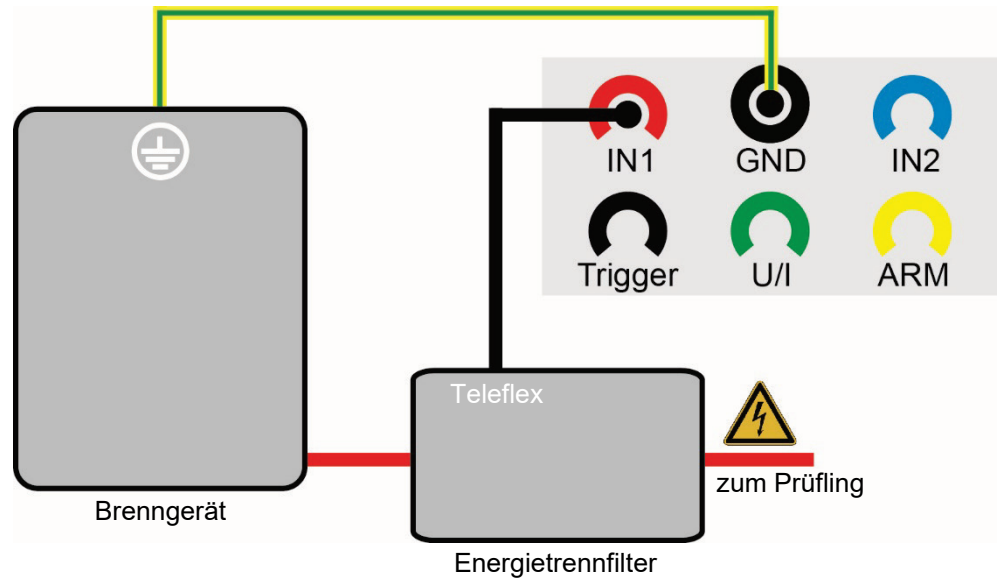 IN1 GND IN2
Trigger U/I ARM
Teleflex
zum Prüfling
Brenngerät
Energietrennfilter